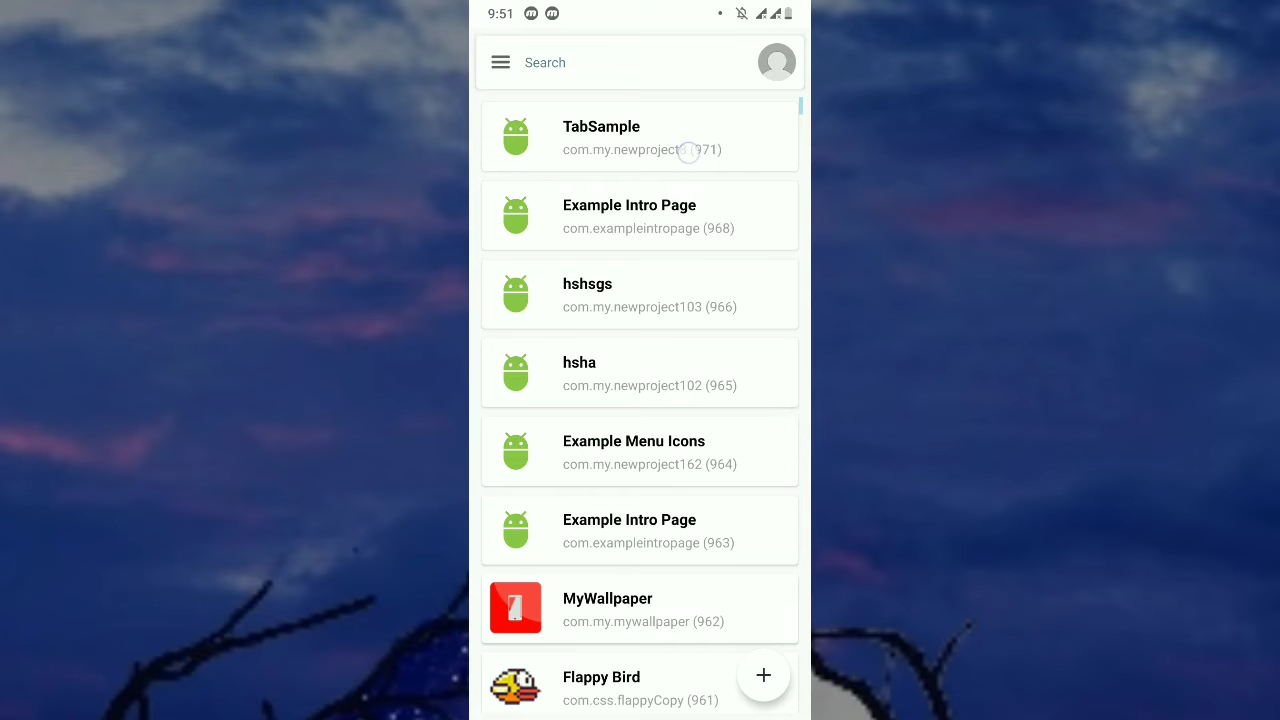 9:51
Search
TabSample
com.my.newproject8 (971)
Example Intro Page
com.exampleintropage (968)
hshsgs
com.my.newproject103 (966)
hsha
com.my.newproject102 (965)
Example Menu Icons
com.my.newproject162 (964)
Example Intro Page
com.exampleintropage (963)
MyWallpaper
com.my.mywallpaper (962)
Flappy Bird
com.css.flappyCopy (961)